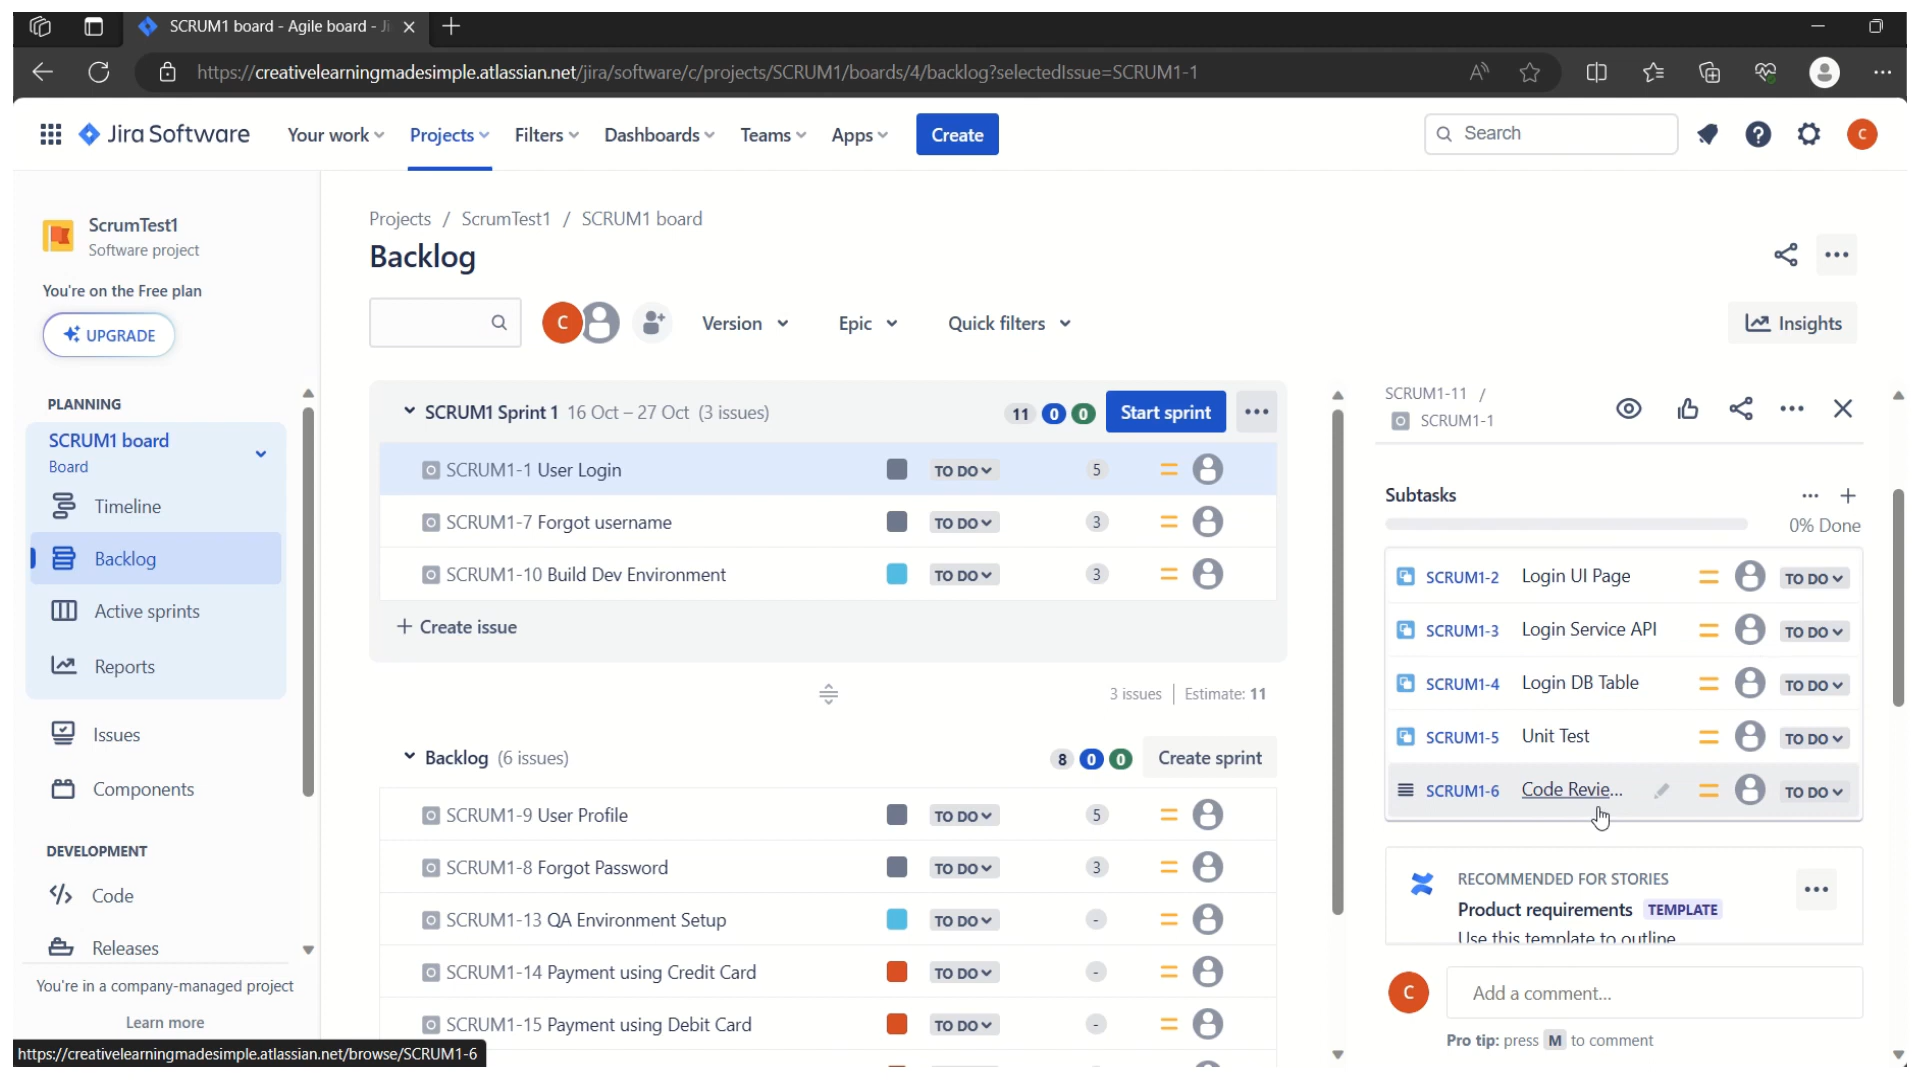 SCRUM1 board - Agile board - Ji
https://creativelearningmadesimple.atlassian.net/jira/software/c/projects/SCRUM1/boards/4/backlog?selectedIssue=SCRUM1-1
Jira Software
Your work
Projects
Filters
Dashboards
Teams
Apps
Create
Search
C
ScrumTest1
Software project
You're on the Free plan
UPGRADE
PLANNING
SCRUM1 board
Board
Timeline
Backlog
Active sprints
Reports
Issues
Components
DEVELOPMENT
Code
Releases
You're in a company-managed project
Learn more
https://creativelearningmadesimple.atlassian.net/browse/SCRUM1-6
Projects / ScrumTest1 / SCRUM1 board
Backlog
C
Version
Epic
Quick filters
Insights
SCRUM1 Sprint 1 16 Oct – 27 Oct (3 issues) 11 0 0 Start sprint
SCRUM1-1 User Login TO DO 5
SCRUM1-7 Forgot username TO DO 3
SCRUM1-10 Build Dev Environment TO DO 3
+ Create issue
3 issues Estimate: 11
Backlog (6 issues) 8 0 0 Create sprint
SCRUM1-9 User Profile TO DO 5
SCRUM1-8 Forgot Password TO DO 3
SCRUM1-13 QA Environment Setup TO DO -
SCRUM1-14 Payment using Credit Card TO DO -
SCRUM1-15 Payment using Debit Card TO DO -
SCRUM1-11 /
SCRUM1-1
Subtasks
0% Done
SCRUM1-2 Login UI Page TO DO
SCRUM1-3 Login Service API TO DO
SCRUM1-4 Login DB Table TO DO
SCRUM1-5 Unit Test TO DO
SCRUM1-6 Code Revie... TO DO
RECOMMENDED FOR STORIES
Product requirements TEMPLATE
Use this template to outline
C
Add a comment...
Pro tip: press M to comment